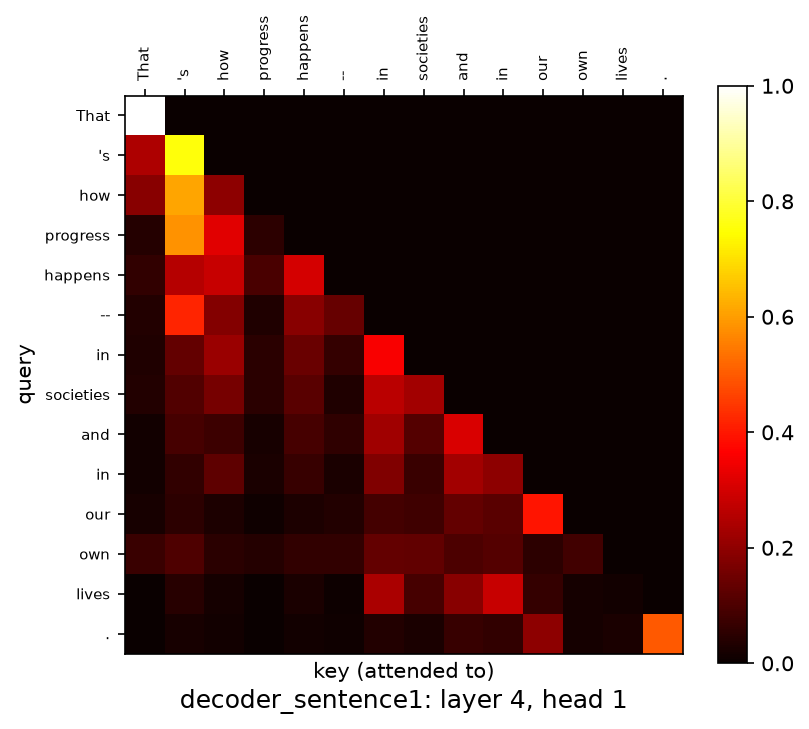 That 's how progress happens -- in societies and in our own lives .
That
's
how
progress
happens
--
in
societies
and
in
our
own
lives
.
query
key (attended to)
decoder_sentence1: layer 4, head 1
1.0
0.8
0.6
0.4
0.2
0.0